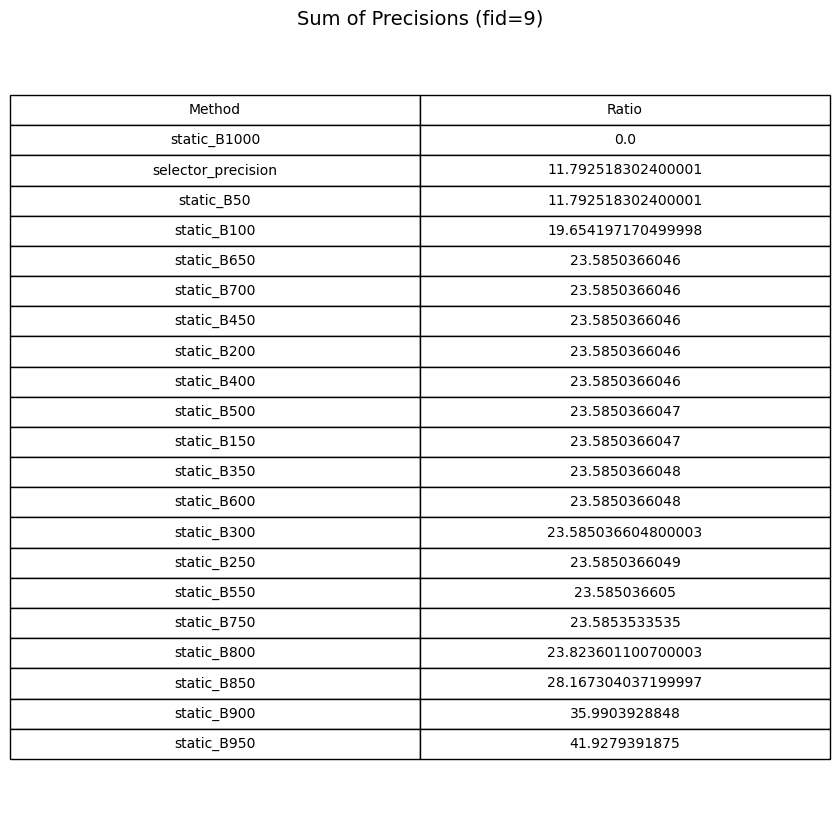 Sum of Precisions (fid=9)
Method Ratio
static_B1000 0.0
selector_precision 11.792518302400001
static_B50 11.792518302400001
static_B100 19.654197170499998
static_B650 23.5850366046
static_B700 23.5850366046
static_B450 23.5850366046
static_B200 23.5850366046
static_B400 23.5850366046
static_B500 23.5850366047
static_B150 23.5850366047
static_B350 23.5850366048
static_B600 23.5850366048
static_B300 23.585036604800003
static_B250 23.5850366049
static_B550 23.585036605
static_B750 23.5853533535
static_B800 23.823601100700003
static_B850 28.167304037199997
static_B900 35.9903928848
static_B950 41.9279391875